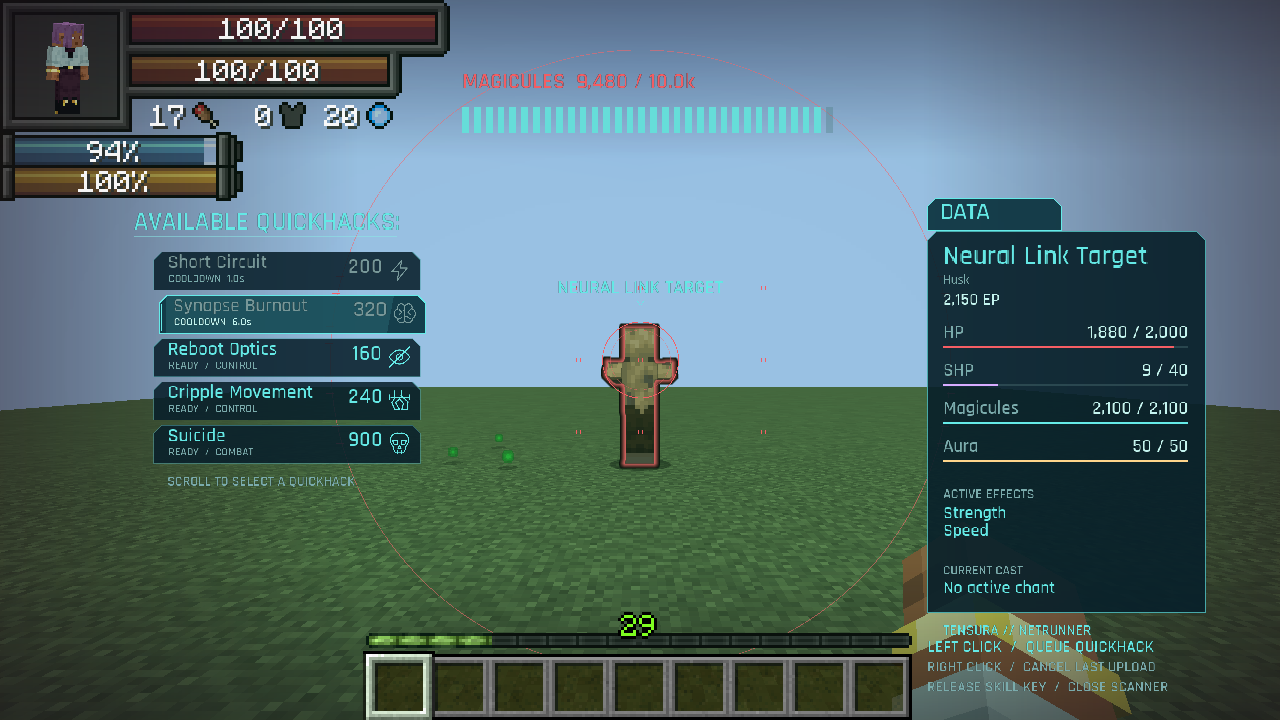 100/100
100/100
17 0 20
94%
100%
MAGICULES 9,480 / 10.0k
AVAILABLE QUICKHACKS:
Short Circuit 200
COOLDOWN 1.0s
Synapse Burnout 320
COOLDOWN 6.0s
Reboot Optics 160
READY / CONTROL
Cripple Movement 240
READY / CONTROL
Suicide 900
READY / COMBAT
SCROLL TO SELECT A QUICKHACK
NEURAL LINK TARGET
DATA
Neural Link Target
Husk
2,150 EP
HP 1,880 / 2,000
SHP 9 / 40
Magicules 2,100 / 2,100
Aura 50 / 50
ACTIVE EFFECTS
Strength
Speed
CURRENT CAST
No active chant
TENSURA // NETRUNNER
LEFT CLICK / QUEUE QUICKHACK
RIGHT CLICK / CANCEL LAST UPLOAD
RELEASE SKILL KEY / CLOSE SCANNER
29